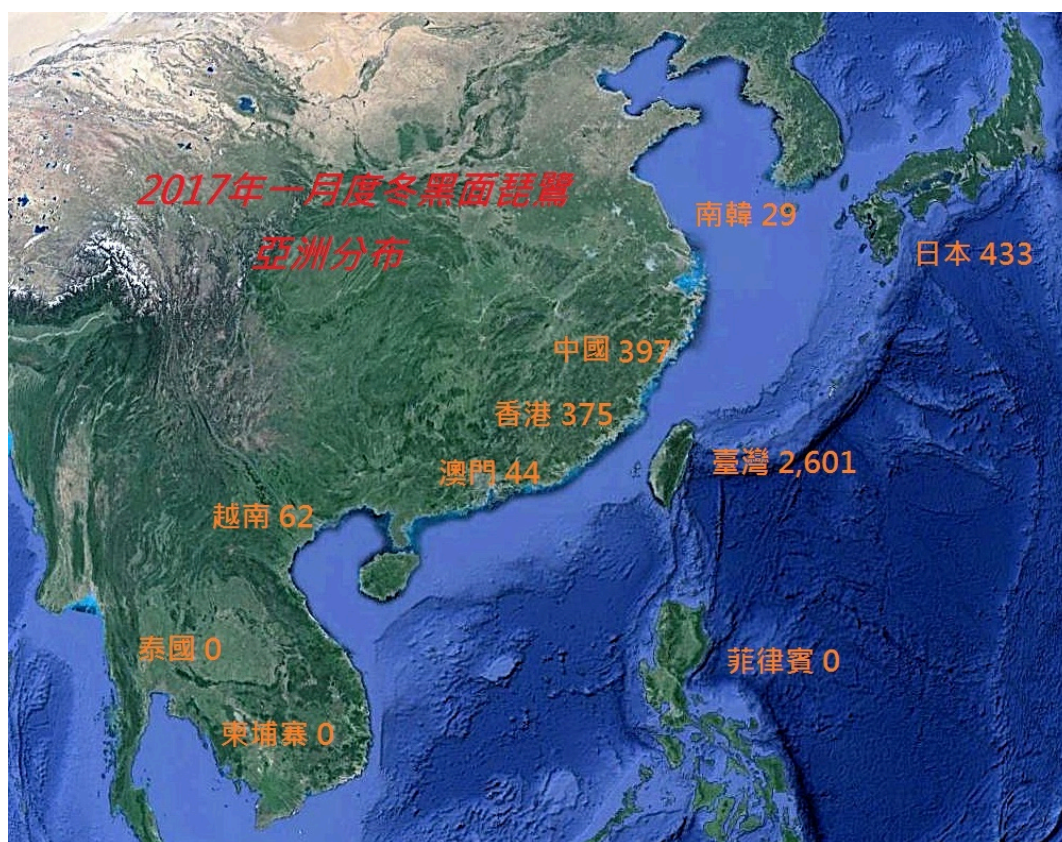 2017年一月度冬黑面琵鷺
亞洲分布
南韓 29
日本 433
中國 397
香港 375
臺灣 2,601
澳門 44
越南 62
泰國 0
菲律賓 0
柬埔寨 0